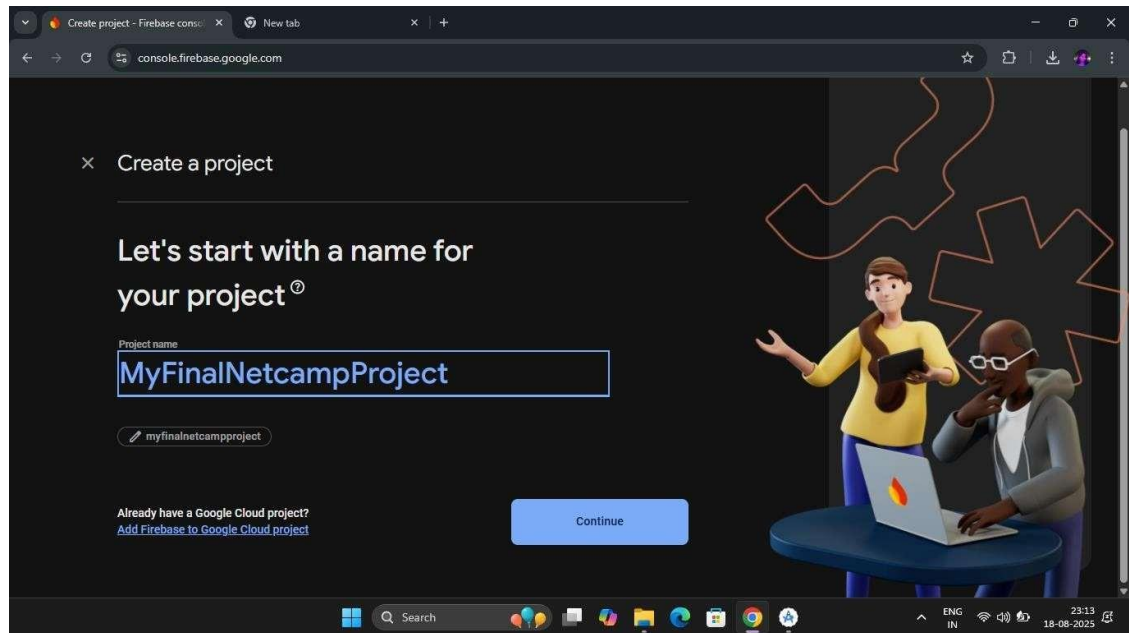 Create project - Firebase conso
New tab
console.firebase.google.com
Create a project
Let's start with a name for
your project
Project name
MyFinalNetcampProject
myfinalnetcampproject
Already have a Google Cloud project?
Add Firebase to Google Cloud project
Continue
Search
ENG
IN
23:13
18-08-2025